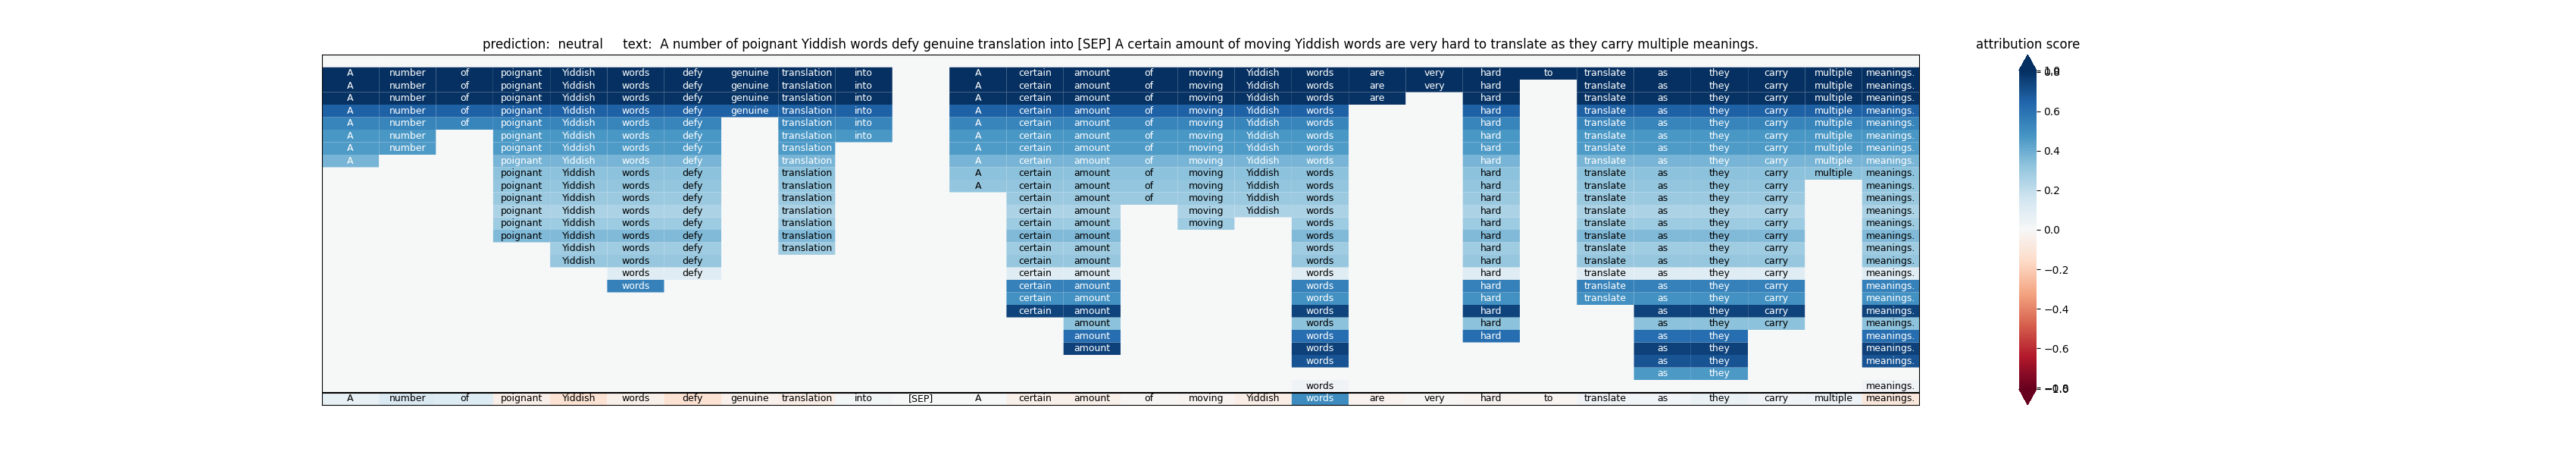 prediction: neutral text: A number of poignant Yiddish words defy genuine translation into [SEP] A certain amount of moving Yiddish words are very hard to translate as they carry multiple meanings.
A number of poignant Yiddish words defy genuine translation into A certain amount of moving Yiddish words are very hard to translate as they carry multiple meanings.
A number of poignant Yiddish words defy genuine translation into A certain amount of moving Yiddish words are very hard translate as they carry multiple meanings.
A number of poignant Yiddish words defy genuine translation into A certain amount of moving Yiddish words are hard translate as they carry multiple meanings.
A number of poignant Yiddish words defy genuine translation into A certain amount of moving Yiddish words hard translate as they carry multiple meanings.
A number of poignant Yiddish words defy translation into A certain amount of moving Yiddish words hard translate as they carry multiple meanings.
A number poignant Yiddish words defy translation into A certain amount of moving Yiddish words hard translate as they carry multiple meanings.
A number poignant Yiddish words defy translation A certain amount of moving Yiddish words hard translate as they carry multiple meanings.
A poignant Yiddish words defy translation A certain amount of moving Yiddish words hard translate as they carry multiple meanings.
poignant Yiddish words defy translation A certain amount of moving Yiddish words hard translate as they carry multiple meanings.
poignant Yiddish words defy translation A certain amount of moving Yiddish words hard translate as they carry meanings.
poignant Yiddish words defy translation certain amount of moving Yiddish words hard translate as they carry meanings.
poignant Yiddish words defy translation certain amount moving Yiddish words hard translate as they carry meanings.
poignant Yiddish words defy translation certain amount moving words hard translate as they carry meanings.
poignant Yiddish words defy translation certain amount words hard translate as they carry meanings.
Yiddish words defy translation certain amount words hard translate as they carry meanings.
Yiddish words defy certain amount words hard translate as they carry meanings.
words defy certain amount words hard translate as they carry meanings.
words certain amount words hard translate as they carry meanings.
certain amount words hard translate as they carry meanings.
certain amount words hard as they carry meanings.
amount words hard as they carry meanings.
amount words hard as they meanings.
amount words as they meanings.
words as they meanings.
as they
words meanings.
A number of poignant Yiddish words defy genuine translation into [SEP] A certain amount of moving Yiddish words are very hard to translate as they carry multiple meanings.
attribution score
0.6
0.4
0.2
0.0
−0.2
−0.4
−0.6